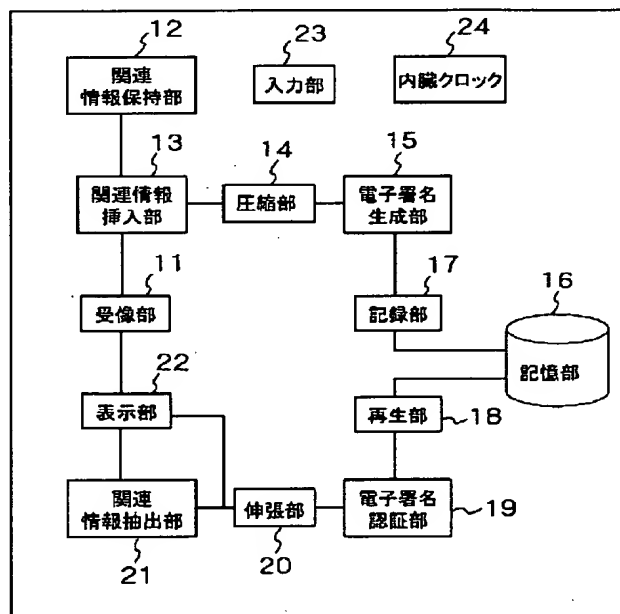 12
関連
情報保持部
23
入力部
24
内臓クロック
13
関連情報
挿入部
14
圧縮部
15
電子署名
生成部
11
受像部
17
記録部
16
記憶部
22
表示部
再生部
18
関連
情報抽出部
21
伸張部
20
電子署名
認証部
19